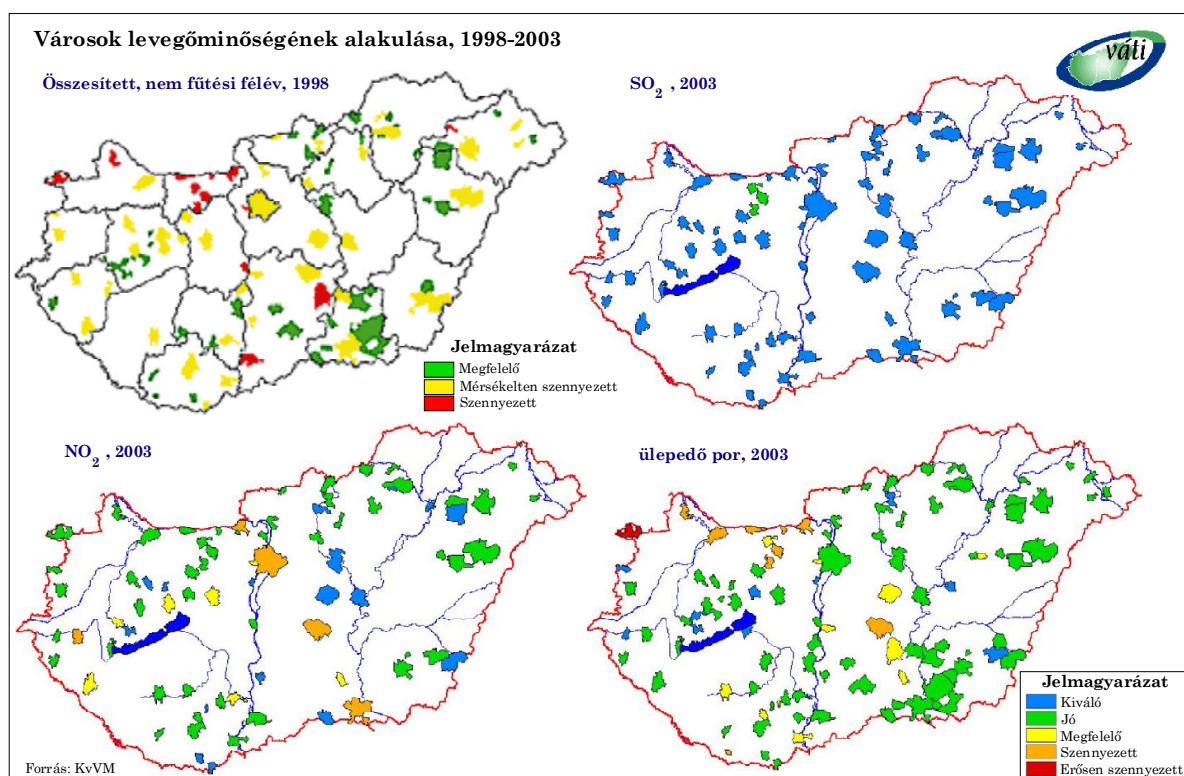 Városok levegőminőségének alakulása, 1998-2003
váti
Összesített, nem fűtési félév, 1998
SO2 , 2003
Jelmagyarázat
Megfelelő
Mérsékelten szennyezett
Szennyezett
NO2 , 2003
ülepedő por, 2003
Jelmagyarázat
Kiváló
Jó
Megfelelő
Szennyezett
Erősen szennyezett
Forrás: KvVM